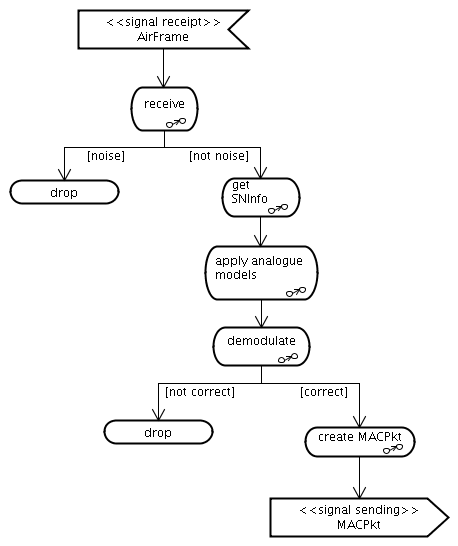 <<signal receipt>>
AirFrame
receive
[noise]
[not noise]
drop
get
SNInfo
apply analogue
models
demodulate
[not correct]
[correct]
drop
create MACPkt
<<signal sending>>
MACPkt